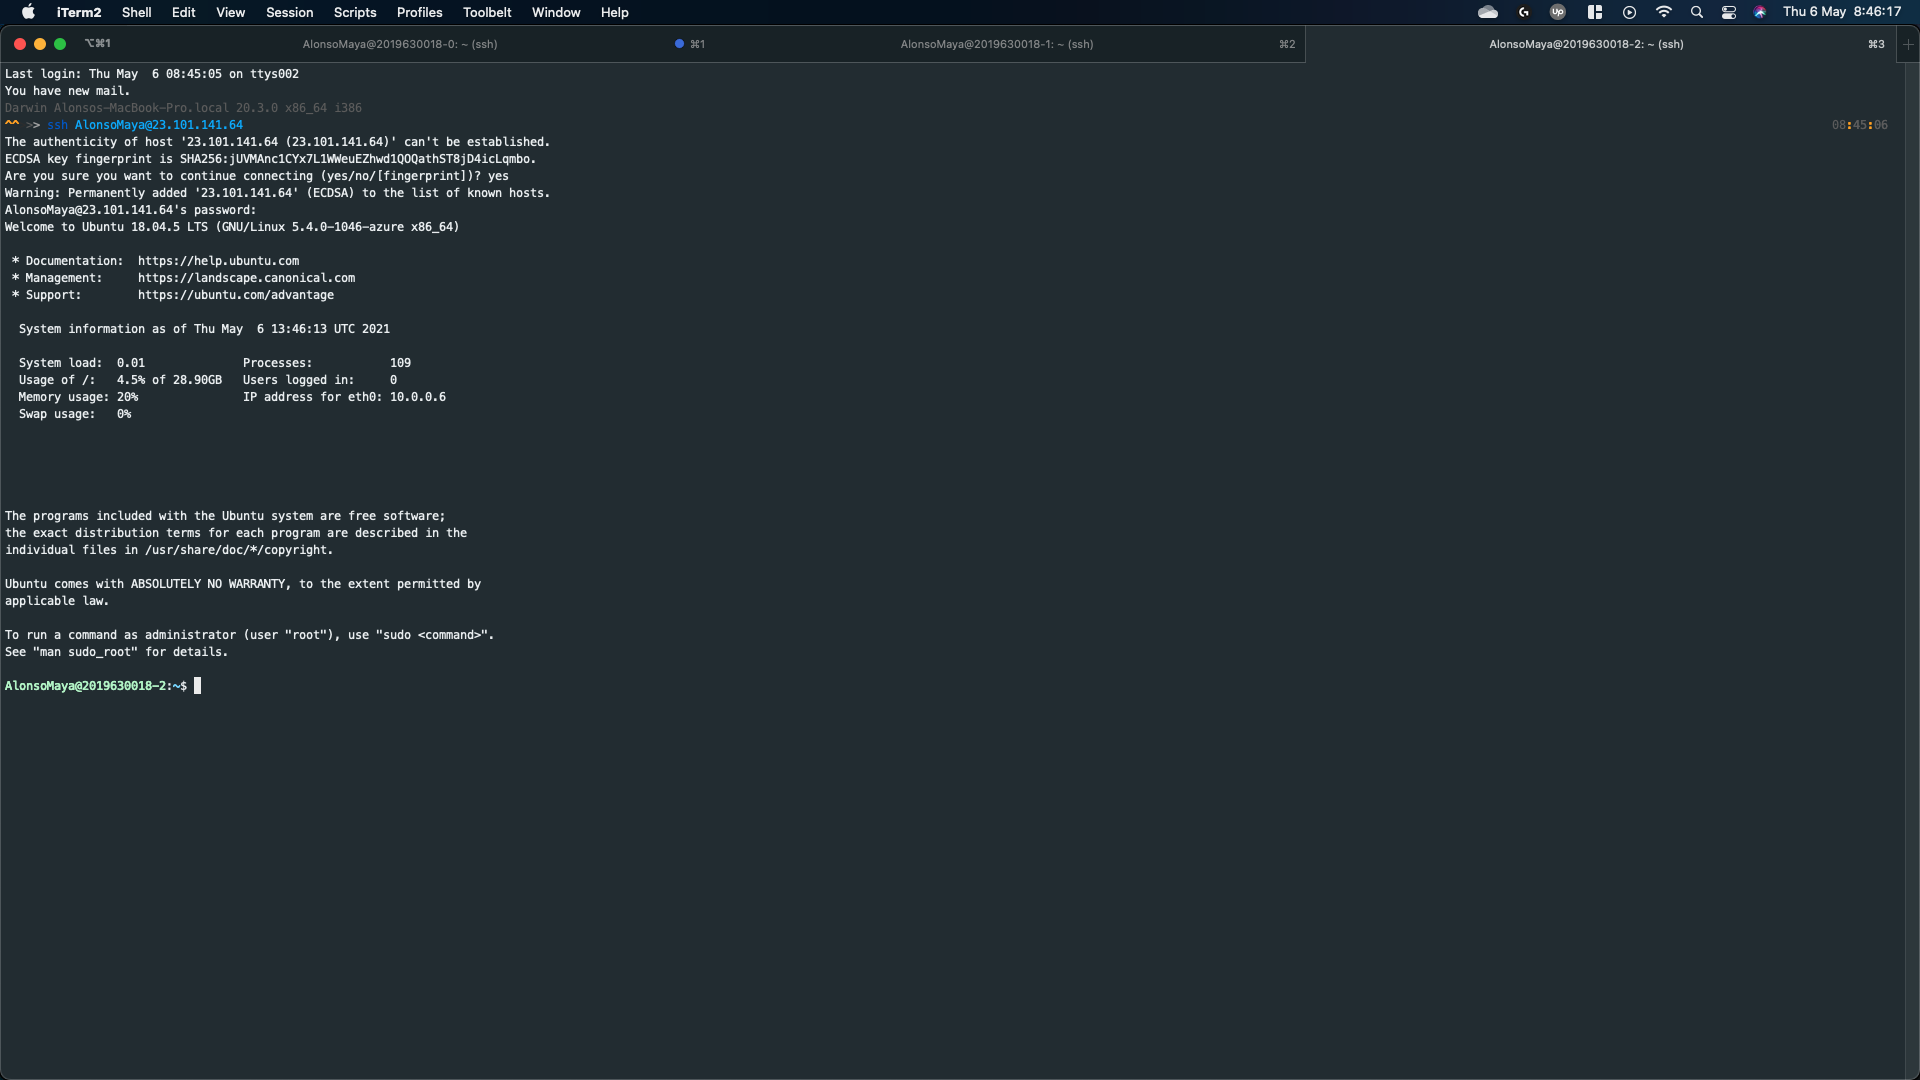 iTerm2 Shell Edit View Session Scripts Profiles Toolbelt Window Help Thu 6 May 8:46:17
⌥⌘1 AlonsoMaya@2019630018-0: ~ (ssh) ⌘1 AlonsoMaya@2019630018-1: ~ (ssh) ⌘2 AlonsoMaya@2019630018-2: ~ (ssh) ⌘3
Last login: Thu May  6 08:45:05 on ttys002
You have new mail.
Darwin Alonsos-MacBook-Pro.local 20.3.0 x86_64 i386
^^ >> ssh AlonsoMaya@23.101.141.64 08:45:06
The authenticity of host '23.101.141.64 (23.101.141.64)' can't be established.
ECDSA key fingerprint is SHA256:jUVMAnc1CYx7L1WWeuEZhwd1QOQathST8jD4icLqmbo.
Are you sure you want to continue connecting (yes/no/[fingerprint])? yes
Warning: Permanently added '23.101.141.64' (ECDSA) to the list of known hosts.
AlonsoMaya@23.101.141.64's password:
Welcome to Ubuntu 18.04.5 LTS (GNU/Linux 5.4.0-1046-azure x86_64)
* Documentation:  https://help.ubuntu.com
* Management:     https://landscape.canonical.com
* Support:        https://ubuntu.com/advantage
System information as of Thu May  6 13:46:13 UTC 2021
System load:  0.01              Processes:           109
Usage of /:   4.5% of 28.90GB   Users logged in:     0
Memory usage: 20%               IP address for eth0: 10.0.0.6
Swap usage:   0%
The programs included with the Ubuntu system are free software;
the exact distribution terms for each program are described in the
individual files in /usr/share/doc/*/copyright.
Ubuntu comes with ABSOLUTELY NO WARRANTY, to the extent permitted by
applicable law.
To run a command as administrator (user "root"), use "sudo <command>".
See "man sudo_root" for details.
AlonsoMaya@2019630018-2:~$